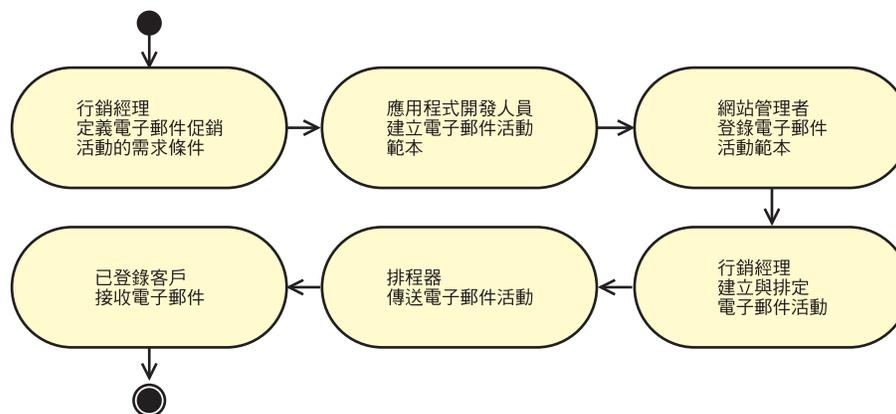 行銷經理
定義電子郵件促銷
活動的需求條件
應用程式開發人員
建立電子郵件活動
範本
網站管理者
登錄電子郵件
活動範本
行銷經理
建立與排定
電子郵件活動
排程器
傳送電子郵件活動
已登錄客戶
接收電子郵件